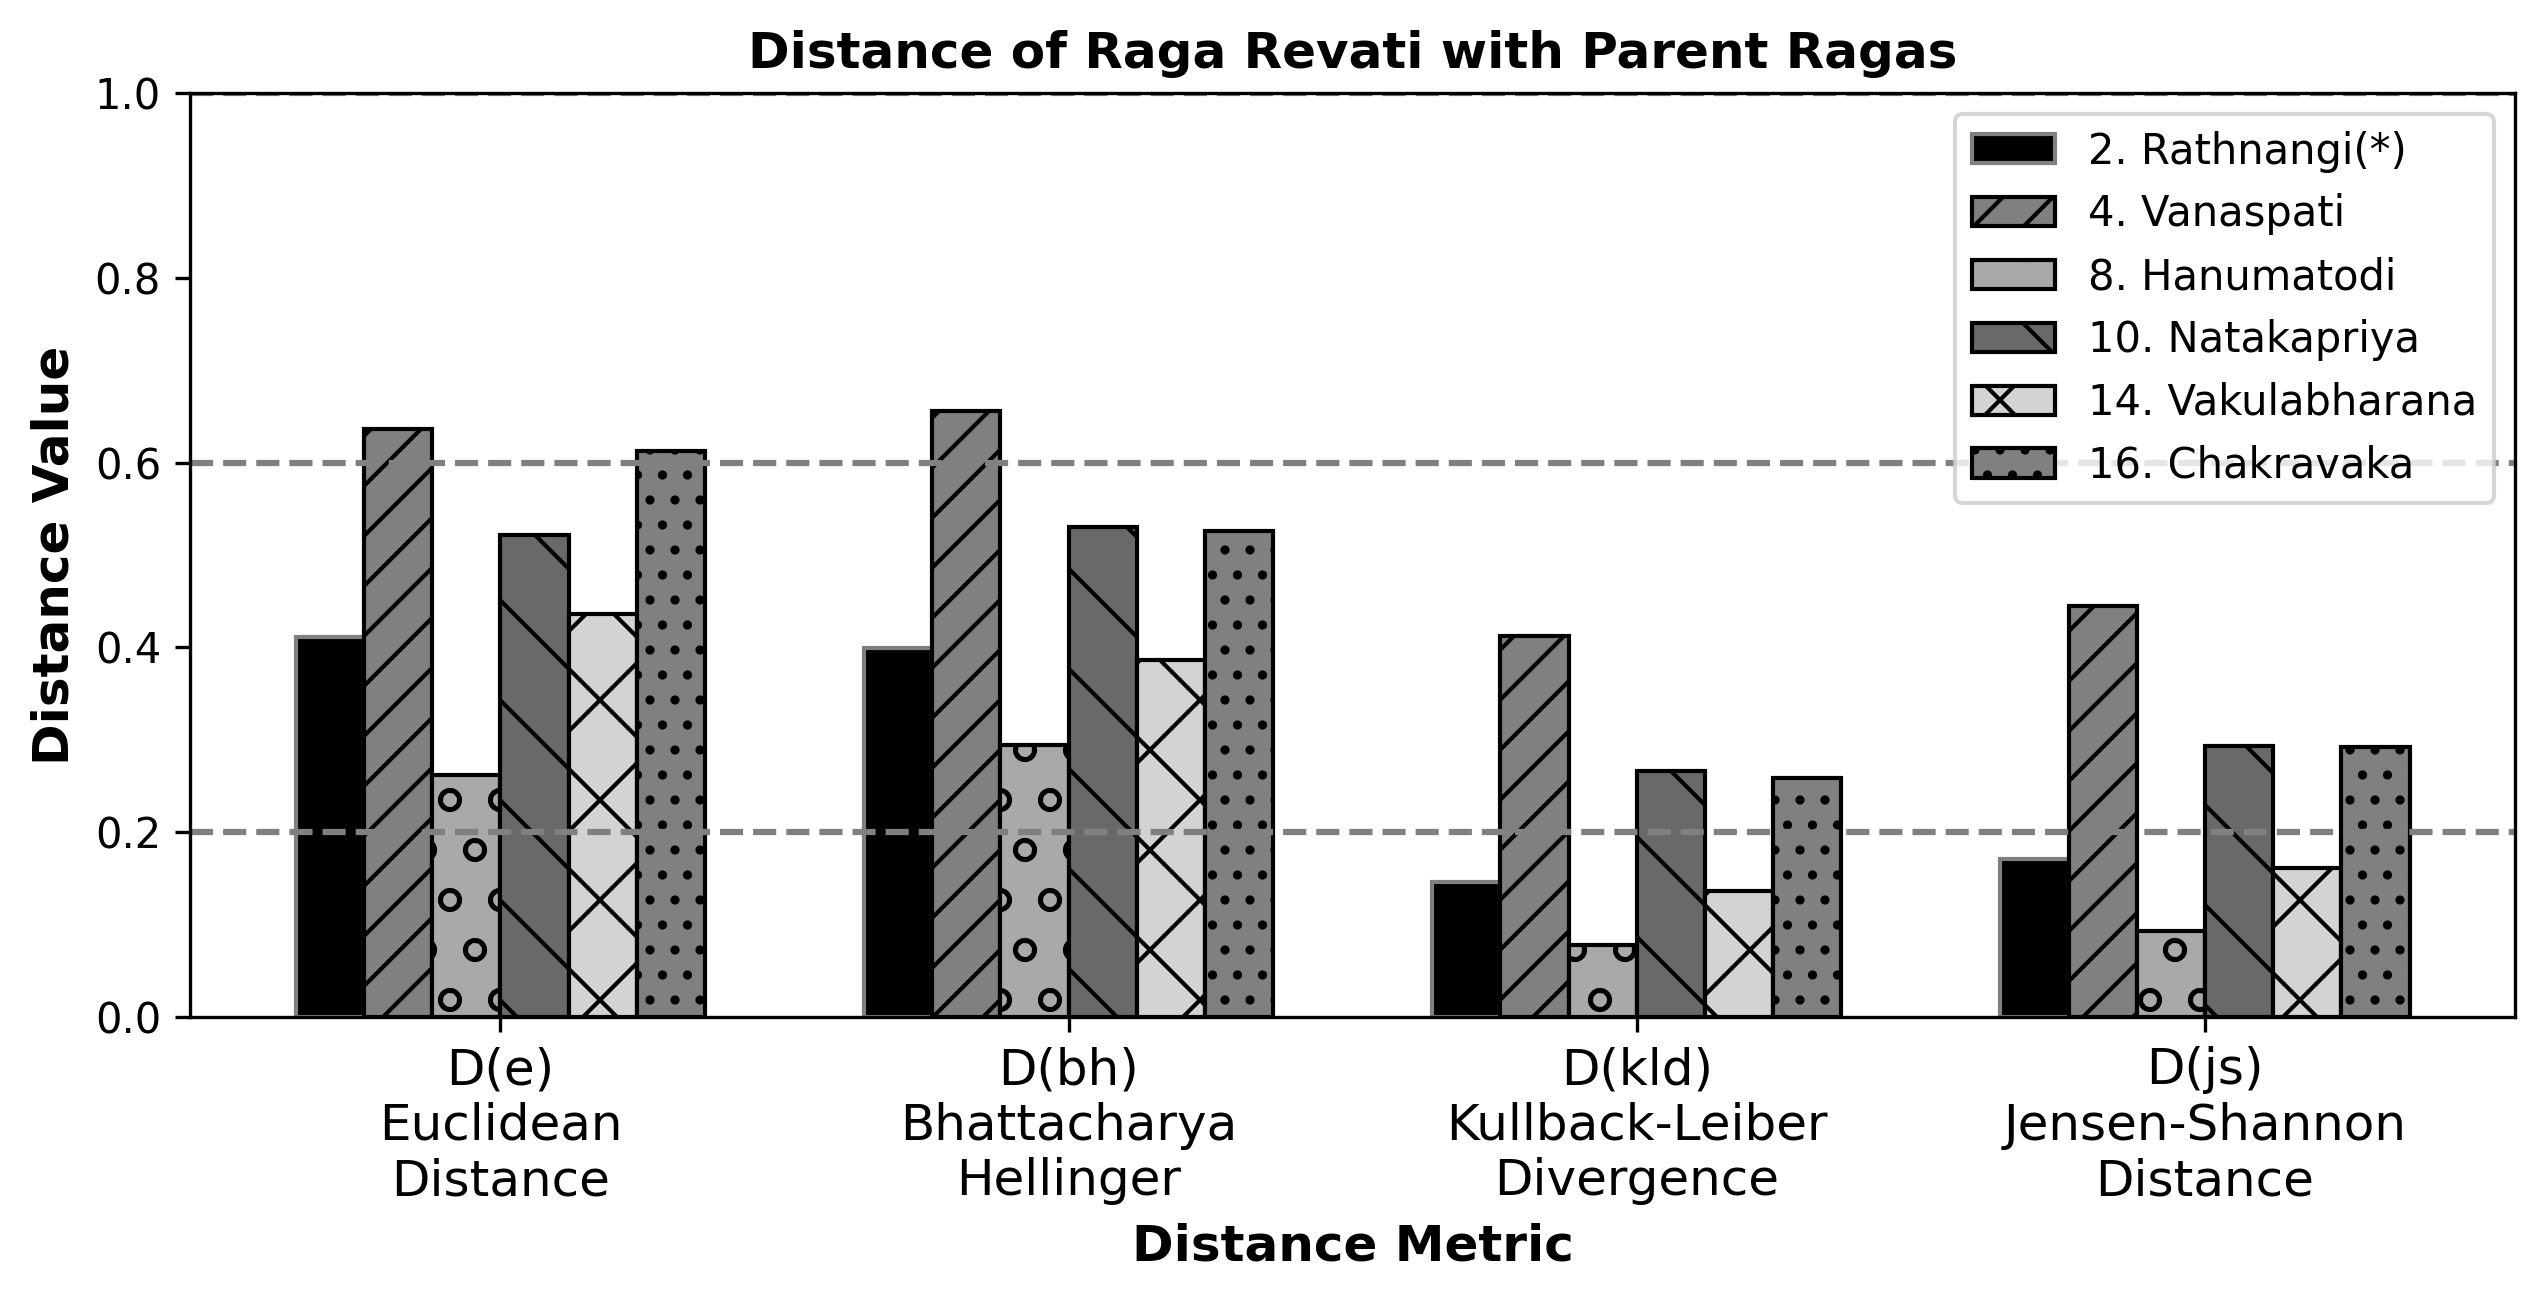 Distance of Raga Revati with Parent Ragas
1.0
0.8
0.6
0.4
0.2
0.0
Distance Value
2. Rathnangi(*)
4. Vanaspati
8. Hanumatodi
10. Natakapriya
14. Vakulabharana
16. Chakravaka
D(e)
Euclidean
Distance
D(bh)
Bhattacharya
Hellinger
D(kld)
Kullback-Leiber
Divergence
D(js)
Jensen-Shannon
Distance
Distance Metric